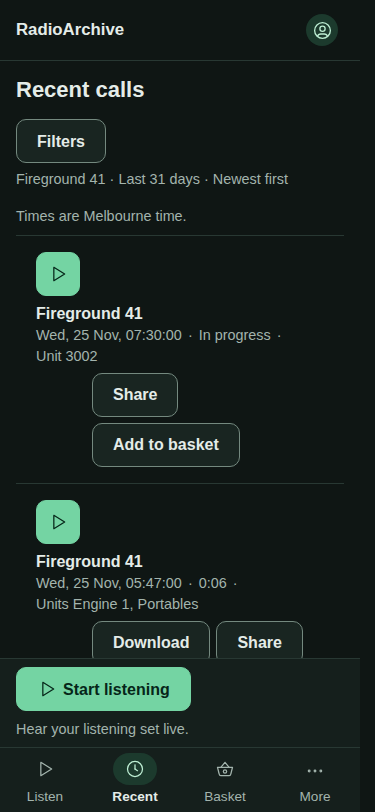 RadioArchive
Recent calls
Filters
Fireground 41 · Last 31 days · Newest first
Times are Melbourne time.
Fireground 41
Wed, 25 Nov, 07:30:00 · In progress ·
Unit 3002
Share
Add to basket
Fireground 41
Wed, 25 Nov, 05:47:00 · 0:06 ·
Units Engine 1, Portables
Download Share
Start listening
Hear your listening set live.
Listen Recent Basket More